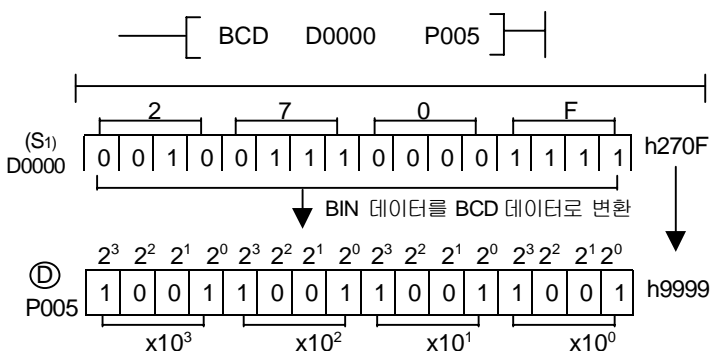 BCD D0000 P005
2 7 0 F
(S1) D0000 0 0 1 0 0 1 1 1 0 0 0 0 1 1 1 1 h270F
BIN 데이터를 BCD 데이터로 변환
2³ 2² 2¹ 2⁰ 2³ 2² 2¹ 2⁰ 2³ 2² 2¹ 2⁰ 2³ 2² 2¹ 2⁰
Ⓓ P005 1 0 0 1 1 0 0 1 1 0 0 1 1 0 0 1 h9999
x10³ x10² x10¹ x10⁰